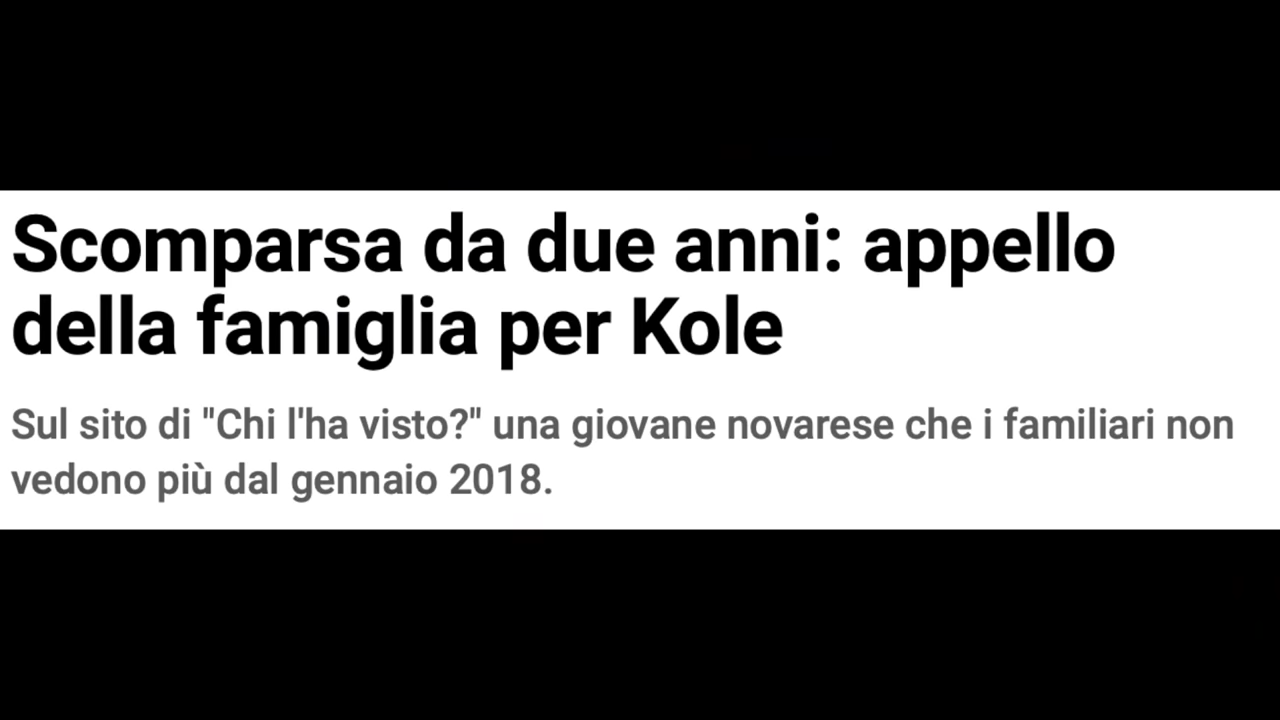 Scomparsa da due anni: appello
della famiglia per Kole
Sul sito di "Chi l'ha visto?" una giovane novarese che i familiari non
vedono più dal gennaio 2018.